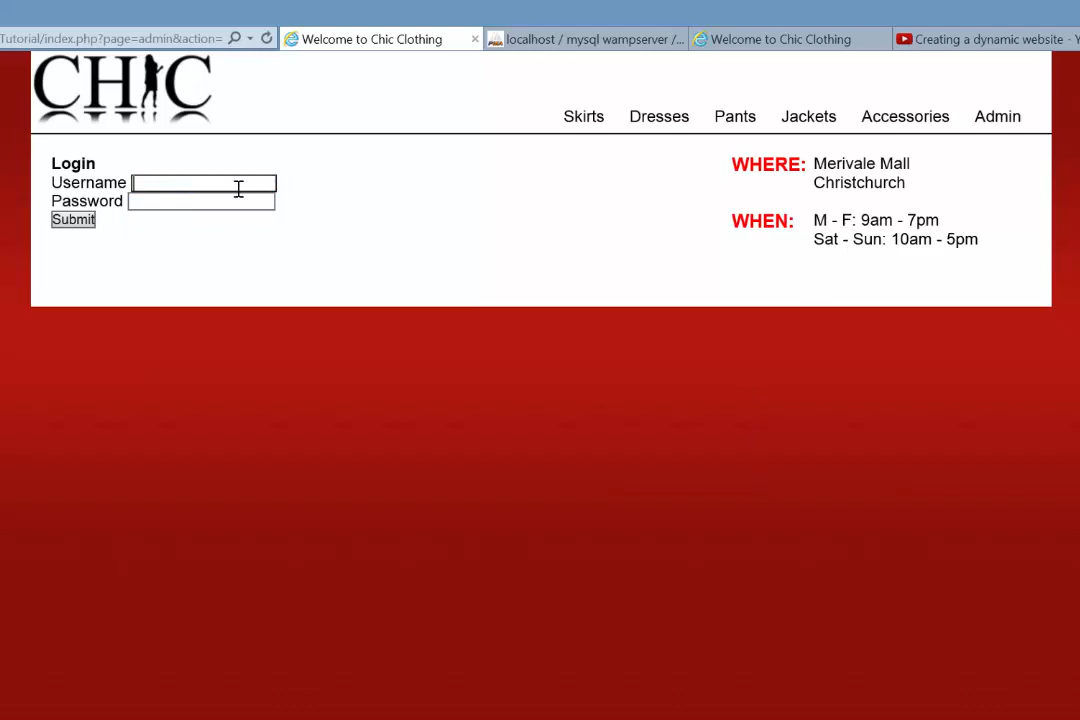 Tutorial/index.php?page=admin&action=
Welcome to Chic Clothing
localhost / mysql wampserver /...
Welcome to Chic Clothing
Creating a dynamic website - Y
CHIC
Skirts Dresses Pants Jackets Accessories Admin
Login
Username
Password
Submit
WHERE: Merivale Mall
Christchurch
WHEN: M - F: 9am - 7pm
Sat - Sun: 10am - 5pm